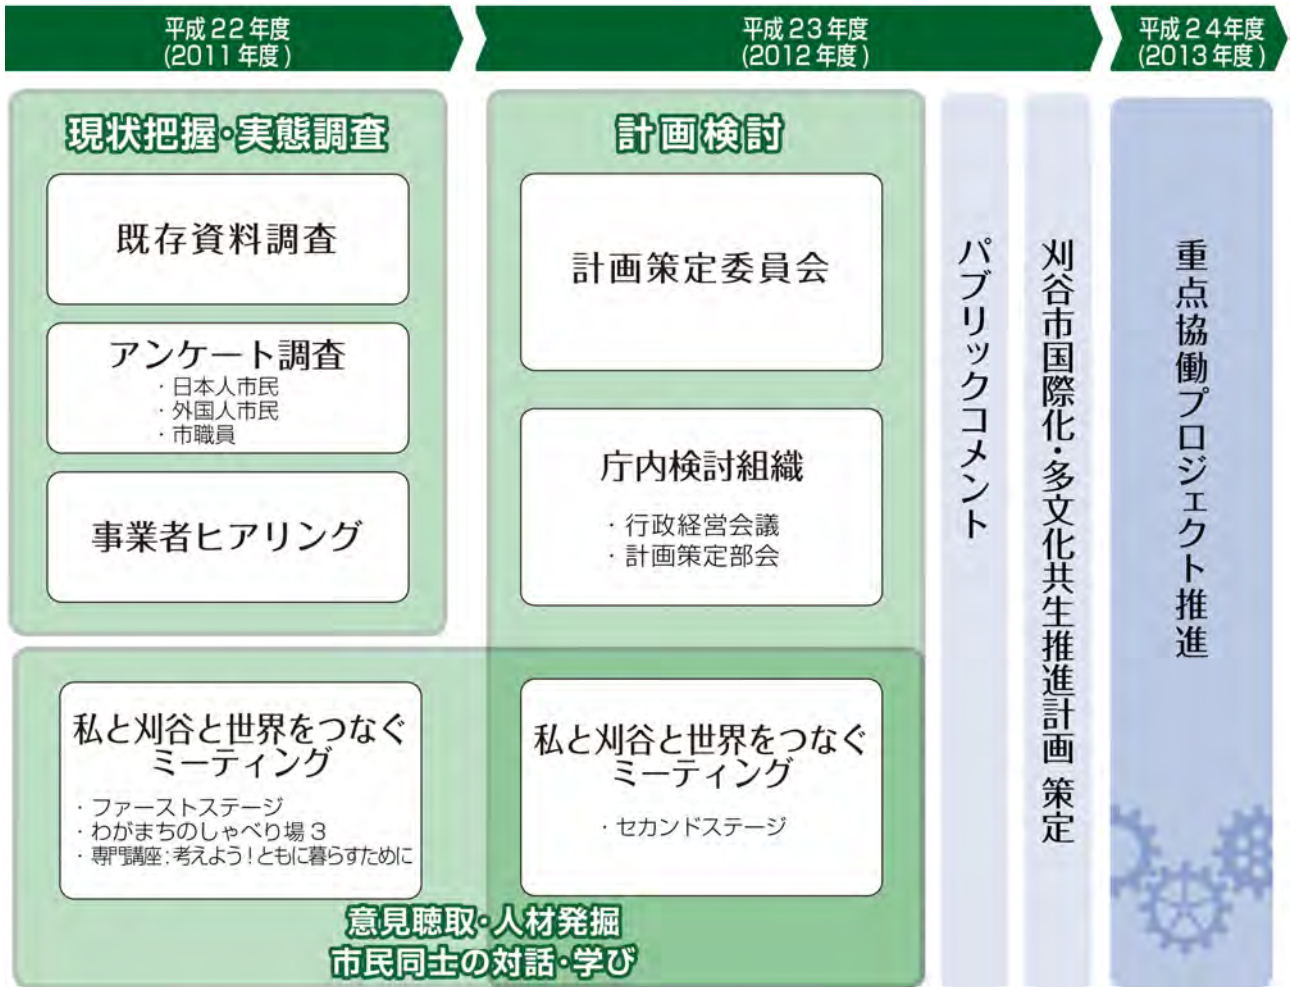 平成22年度
(2011年度)
平成23年度
(2012年度)
平成24年度
(2013年度)
現状把握・実態調査
既存資料調査
アンケート調査
・日本人市民
・外国人市民
・市職員
事業者ヒアリング
計画検討
計画策定委員会
庁内検討組織
・行政経営会議
・計画策定部会
私と刈谷と世界をつなぐ
ミーティング
・ファーストステージ
・わがまちのしゃべり場3
・専門講座:考えよう!ともに暮らすために
私と刈谷と世界をつなぐ
ミーティング
・セカンドステージ
意見聴取・人材発掘
市民同士の対話・学び
パブリックコメント
刈谷市国際化・多文化共生推進計画 策定
重点協働プロジェクト推進